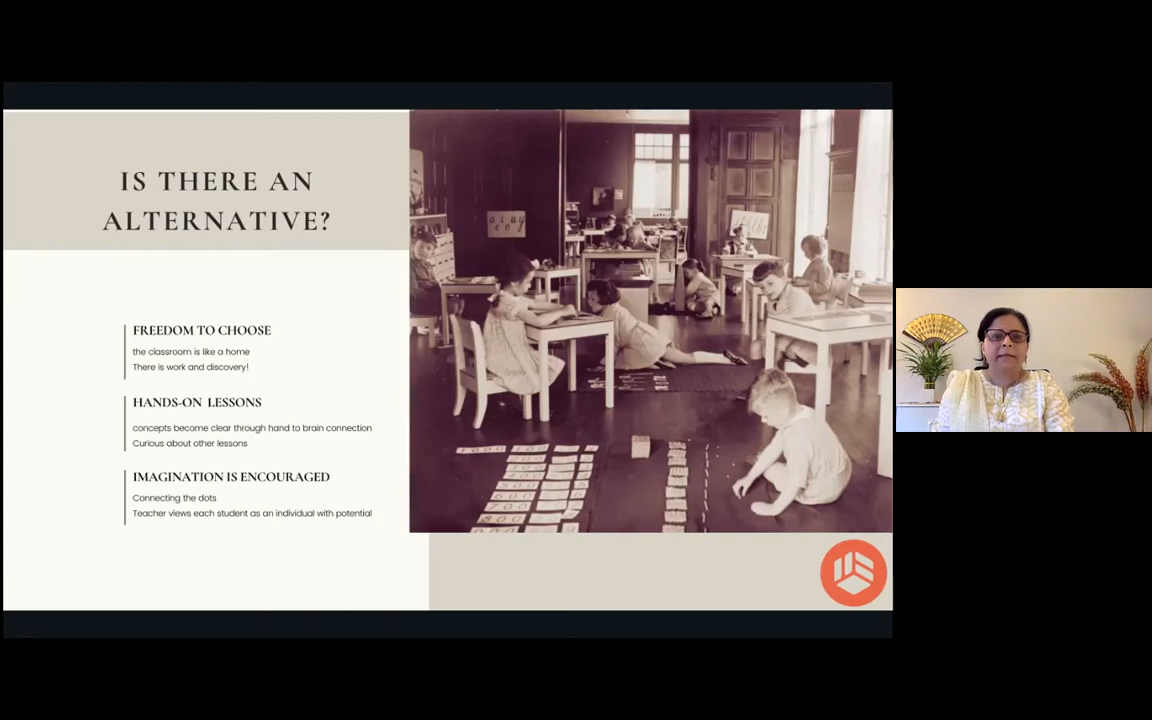 IS THERE AN
ALTERNATIVE?
FREEDOM TO CHOOSE
the classroom is like a home
There is work and discovery!
HANDS-ON LESSONS
concepts become clear through hand to brain connection
Curious about other lessons
IMAGINATION IS ENCOURAGED
Connecting the dots
Teacher views each student as an individual with potential